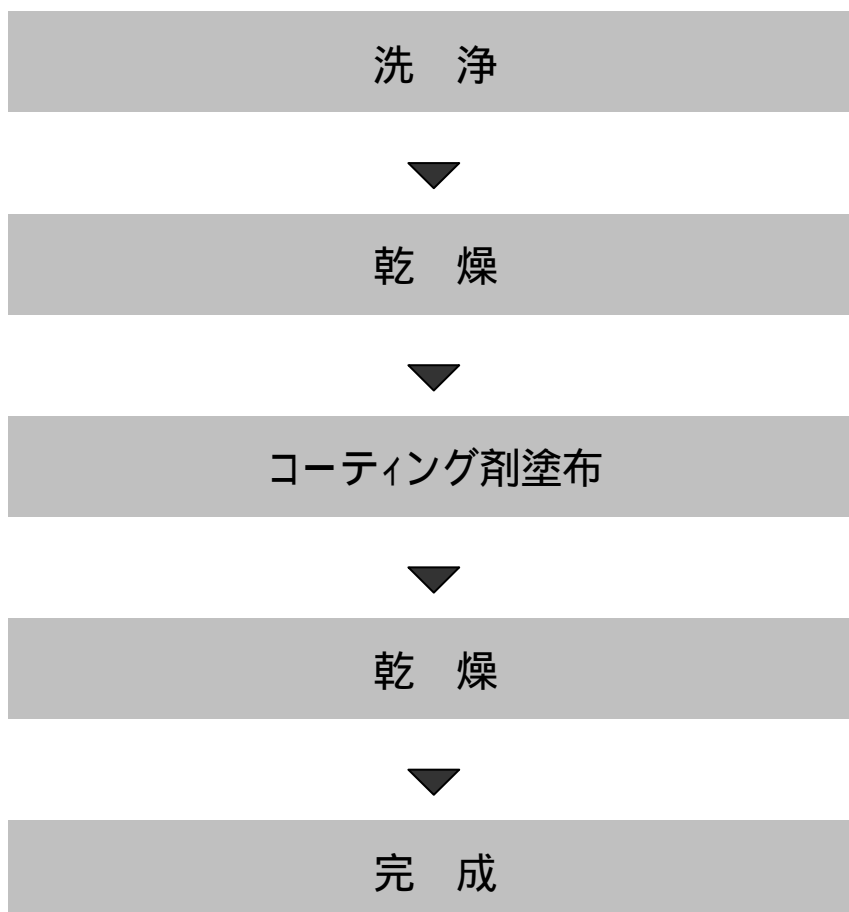 洗　浄
乾　燥
コーティング剤塗布
乾　燥
完　成